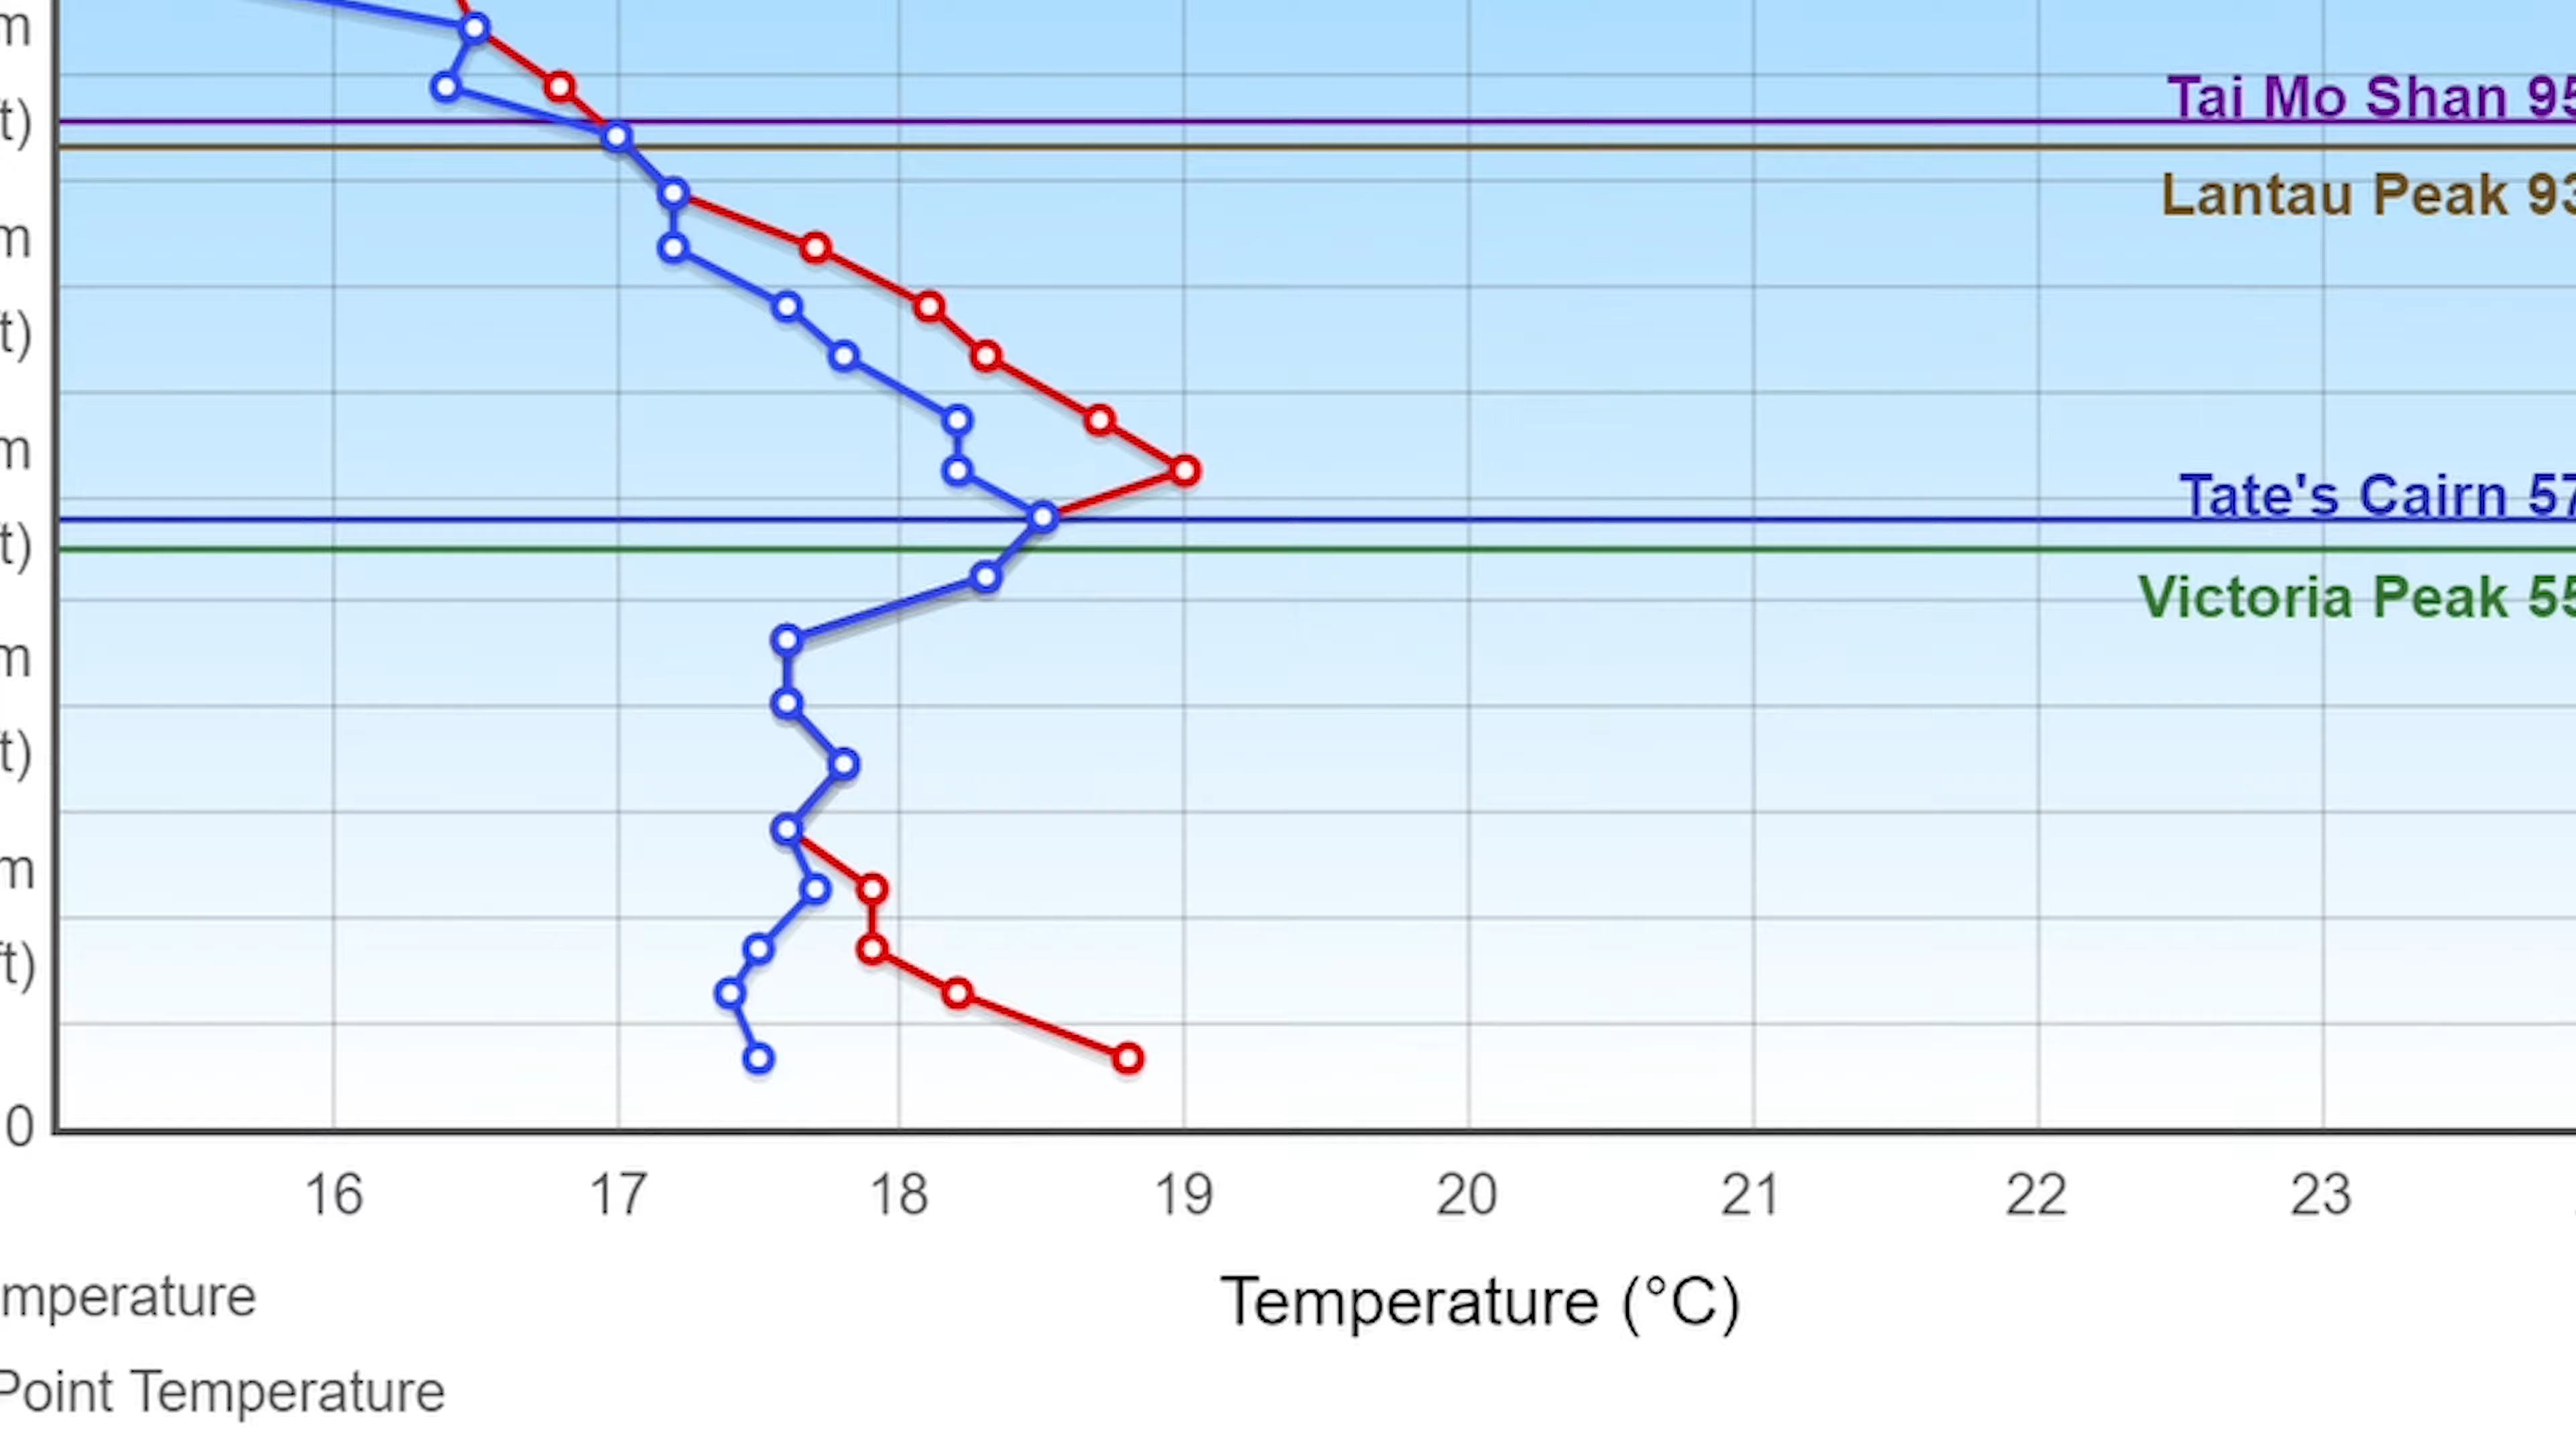 m
Tai Mo Shan 95
t)
Lantau Peak 93
m
t)
m
Tate's Cairn 57
t)
Victoria Peak 55
m
t)
m
ft)
0
16 17 18 19 20 21 22 23
Temperature (°C)
mperature
Point Temperature